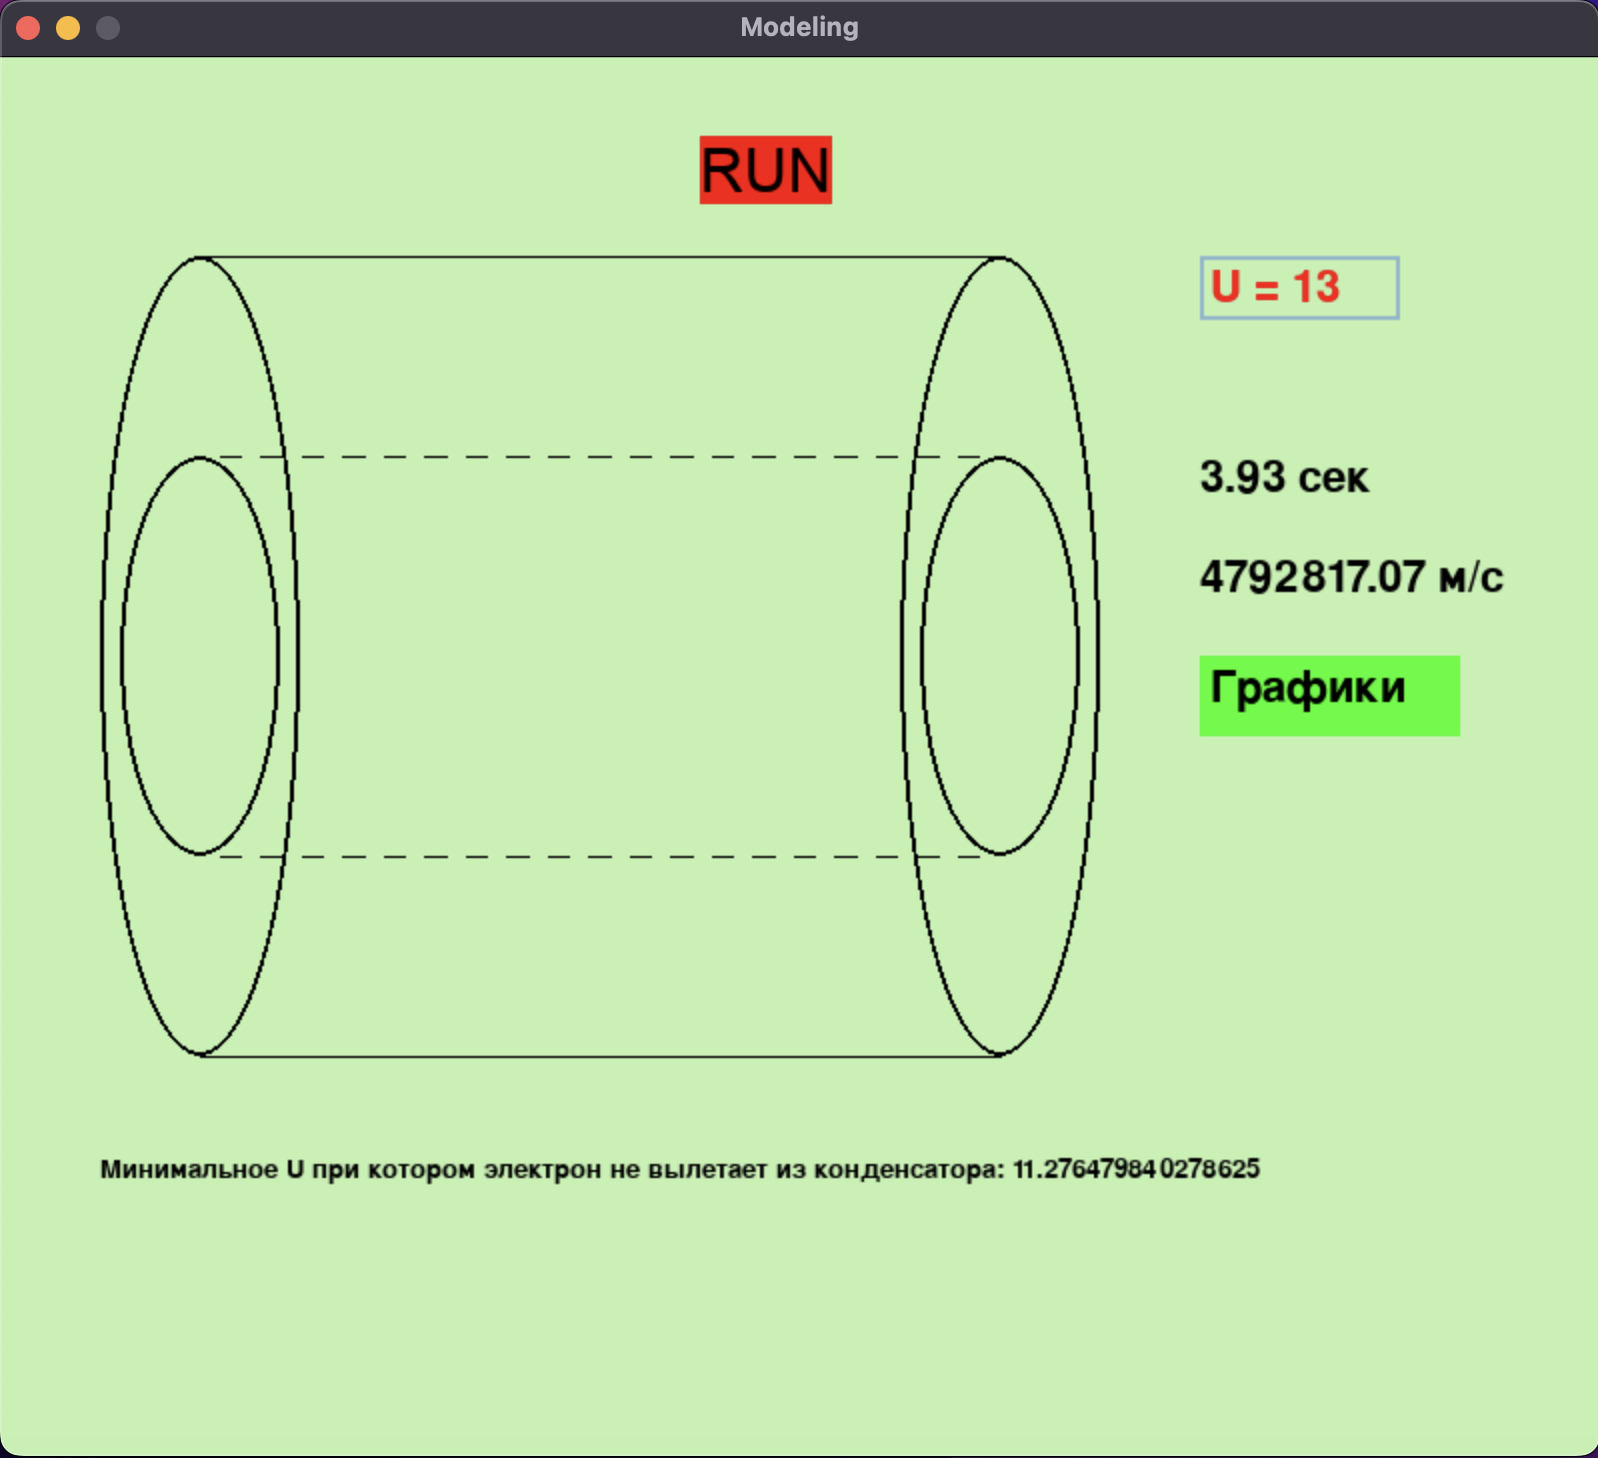 Modeling
RUN
U = 13
3.93 сек
4792817.07 м/с
Графики
Минимальное U при котором электрон не вылетает из конденсатора: 11.276479840278625